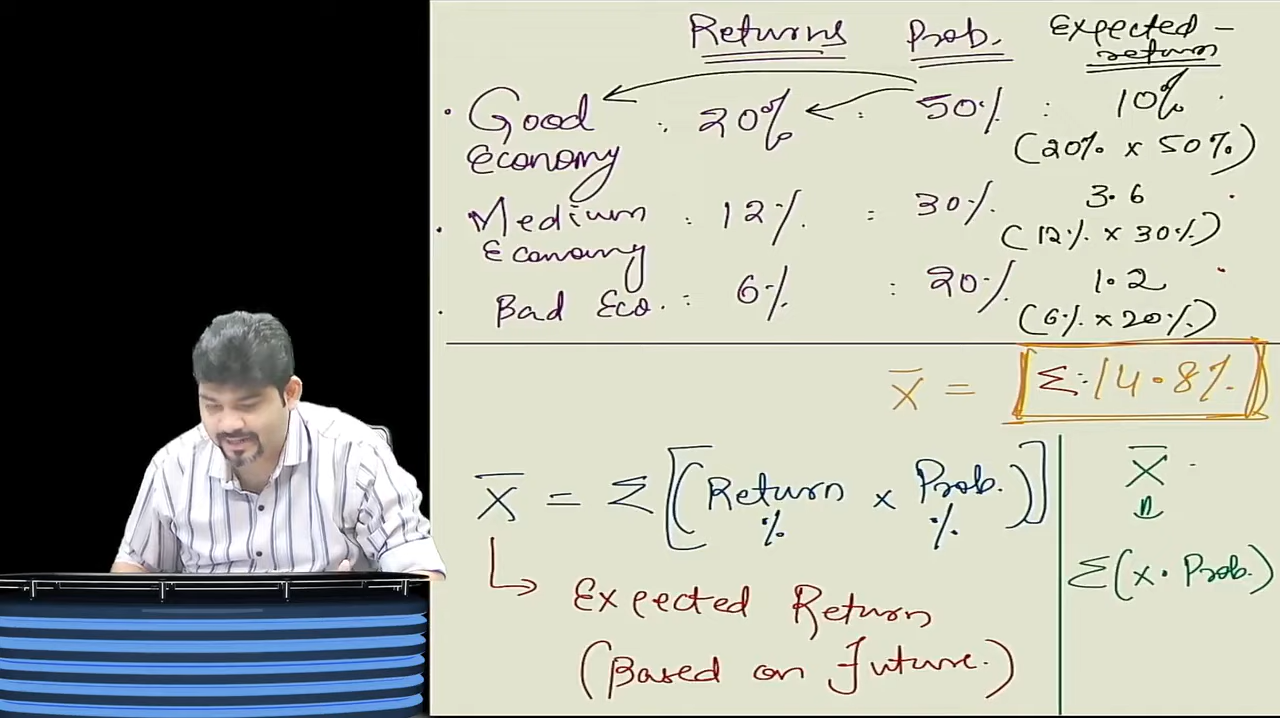 Returns Prob. Expected return
Good Economy : 20% : 50% : 10%
(20% x 50%)
Medium Economy : 12% : 30% 3.6
(12% x 30%)
Bad Eco. : 6% : 20% 1.2
(6% x 20%)
X̄ = Σ: 14.8%
X̄ = Σ[(Return % x Prob. %)]
Expected Return
(Based on Future.)
X̄
Σ(x . Prob.)